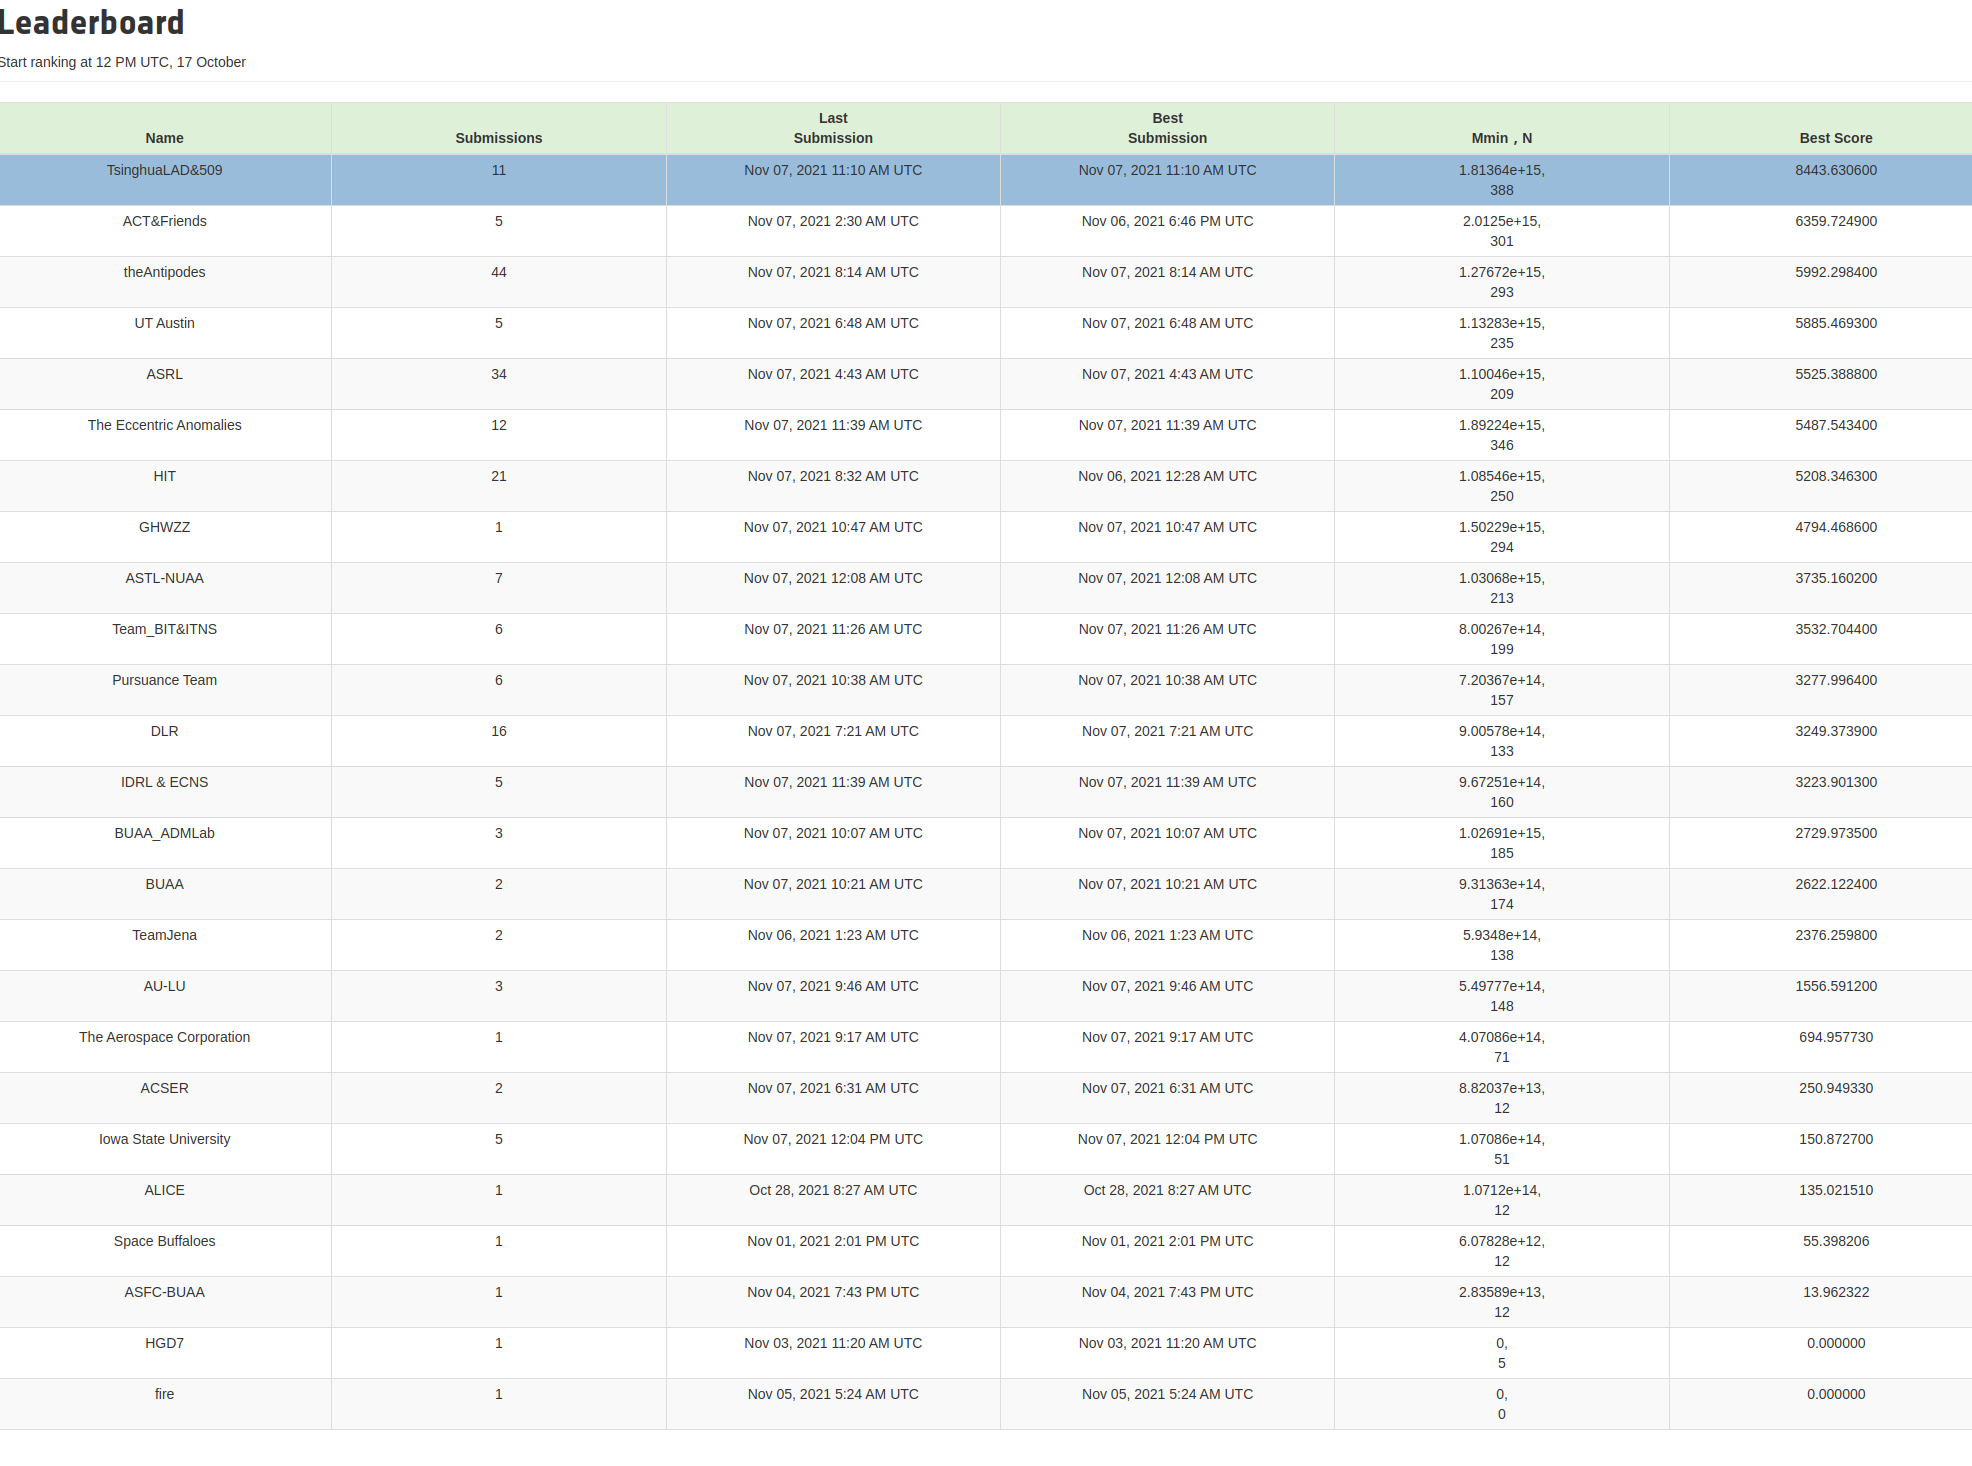 Leaderboard
Start ranking at 12 PM UTC, 17 October
Name Submissions Last Submission Best Submission Mmin , N Best Score
TsinghuaLAD&509 11 Nov 07, 2021 11:10 AM UTC Nov 07, 2021 11:10 AM UTC 1.81364e+15, 388 8443.630600
ACT&Friends 5 Nov 07, 2021 2:30 AM UTC Nov 06, 2021 6:46 PM UTC 2.0125e+15, 301 6359.724900
theAntipodes 44 Nov 07, 2021 8:14 AM UTC Nov 07, 2021 8:14 AM UTC 1.27672e+15, 293 5992.298400
UT Austin 5 Nov 07, 2021 6:48 AM UTC Nov 07, 2021 6:48 AM UTC 1.13283e+15, 235 5885.469300
ASRL 34 Nov 07, 2021 4:43 AM UTC Nov 07, 2021 4:43 AM UTC 1.10046e+15, 209 5525.388800
The Eccentric Anomalies 12 Nov 07, 2021 11:39 AM UTC Nov 07, 2021 11:39 AM UTC 1.89224e+15, 346 5487.543400
HIT 21 Nov 07, 2021 8:32 AM UTC Nov 06, 2021 12:28 AM UTC 1.08546e+15, 250 5208.346300
GHWZZ 1 Nov 07, 2021 10:47 AM UTC Nov 07, 2021 10:47 AM UTC 1.50229e+15, 294 4794.468600
ASTL-NUAA 7 Nov 07, 2021 12:08 AM UTC Nov 07, 2021 12:08 AM UTC 1.03068e+15, 213 3735.160200
Team_BIT&ITNS 6 Nov 07, 2021 11:26 AM UTC Nov 07, 2021 11:26 AM UTC 8.00267e+14, 199 3532.704400
Pursuance Team 6 Nov 07, 2021 10:38 AM UTC Nov 07, 2021 10:38 AM UTC 7.20367e+14, 157 3277.996400
DLR 16 Nov 07, 2021 7:21 AM UTC Nov 07, 2021 7:21 AM UTC 9.00578e+14, 133 3249.373900
IDRL & ECNS 5 Nov 07, 2021 11:39 AM UTC Nov 07, 2021 11:39 AM UTC 9.67251e+14, 160 3223.901300
BUAA_ADMLab 3 Nov 07, 2021 10:07 AM UTC Nov 07, 2021 10:07 AM UTC 1.02691e+15, 185 2729.973500
BUAA 2 Nov 07, 2021 10:21 AM UTC Nov 07, 2021 10:21 AM UTC 9.31363e+14, 174 2622.122400
TeamJena 2 Nov 06, 2021 1:23 AM UTC Nov 06, 2021 1:23 AM UTC 5.9348e+14, 138 2376.259800
AU-LU 3 Nov 07, 2021 9:46 AM UTC Nov 07, 2021 9:46 AM UTC 5.49777e+14, 148 1556.591200
The Aerospace Corporation 1 Nov 07, 2021 9:17 AM UTC Nov 07, 2021 9:17 AM UTC 4.07086e+14, 71 694.957730
ACSER 2 Nov 07, 2021 6:31 AM UTC Nov 07, 2021 6:31 AM UTC 8.82037e+13, 12 250.949330
Iowa State University 5 Nov 07, 2021 12:04 PM UTC Nov 07, 2021 12:04 PM UTC 1.07086e+14, 51 150.872700
ALICE 1 Oct 28, 2021 8:27 AM UTC Oct 28, 2021 8:27 AM UTC 1.0712e+14, 12 135.021510
Space Buffaloes 1 Nov 01, 2021 2:01 PM UTC Nov 01, 2021 2:01 PM UTC 6.07828e+12, 12 55.398206
ASFC-BUAA 1 Nov 04, 2021 7:43 PM UTC Nov 04, 2021 7:43 PM UTC 2.83589e+13, 12 13.962322
HGD7 1 Nov 03, 2021 11:20 AM UTC Nov 03, 2021 11:20 AM UTC 0, 5 0.000000
fire 1 Nov 05, 2021 5:24 AM UTC Nov 05, 2021 5:24 AM UTC 0, 0 0.000000